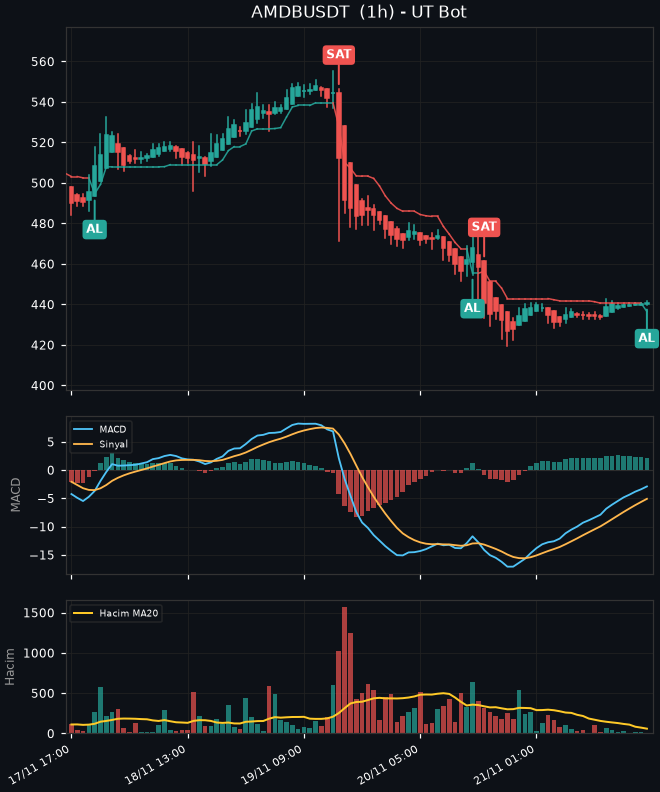 AMDBUSDT  (1h) - UT Bot
560
540
520
500
480
460
440
420
400
SAT
AL
SAT
AL
AL
MACD
Sinyal
MACD
5
0
−5
−10
−15
Hacim MA20
Hacim
1500
1000
500
0
17/11 17:00
18/11 13:00
19/11 09:00
20/11 05:00
21/11 01:00